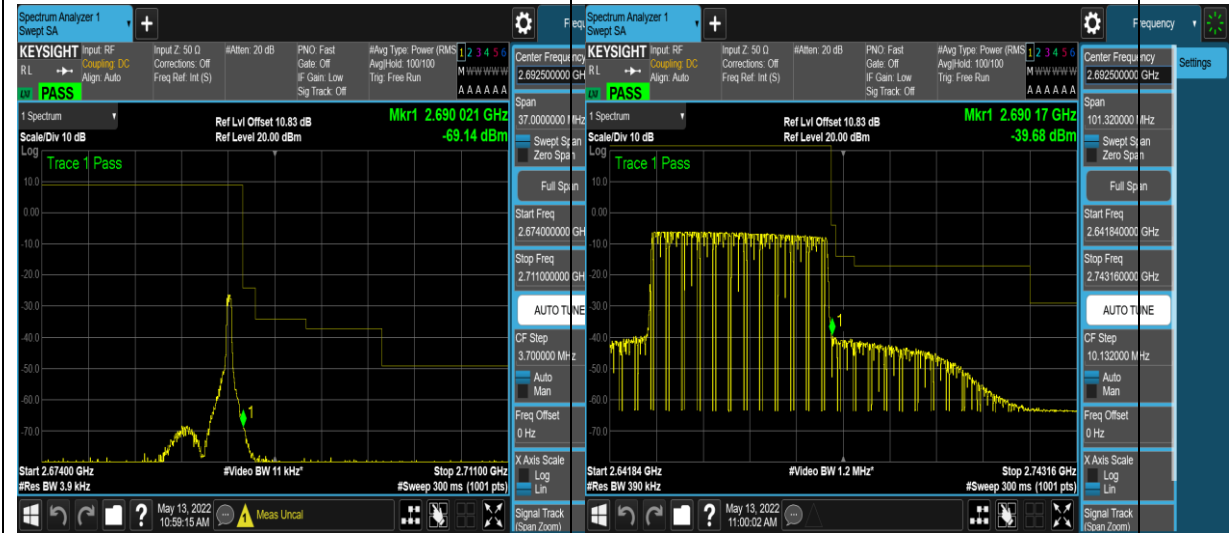 Spectrum Analyzer 1
Swept SA
+
KEYSIGHT
RL
Input: RF
Coupling: DC
Align: Auto
Input Z: 50 Ω
Corrections: Off
Freq Ref: Int (S)
#Atten: 20 dB
PNO: Fast
Gate: Off
IF Gain: Low
Sig Track: Off
#Avg Type: Power (RMS
Avg|Hold: 100/100
Trig: Free Run
1 2 3 4 5 6
M W W W W W
A A A A A A
LXI
PASS
1 Spectrum
Scale/Div 10 dB
Ref Lvl Offset 10.83 dB
Ref Level 20.00 dBm
Mkr1 2.690 021 GHz
-69.14 dBm
Log
Trace 1 Pass
10.0
0.00
-10.0
-20.0
-30.0
-40.0
-50.0
-60.0
-70.0
1
Start 2.67400 GHz
#Res BW 3.9 kHz
#Video BW 11 kHz*
Stop 2.71100 GHz
#Sweep 300 ms (1001 pts)
?
May 13, 2022
10:59:15 AM
Meas Uncal
Frequ
Center Frequency
2.692500000 GH
Span
37.0000000 MHz
Swept Span
Zero Span
Full Span
Start Freq
2.674000000 GH
Stop Freq
2.711000000 GH
AUTO TUNE
CF Step
3.700000 MHz
Auto
Man
Freq Offset
0 Hz
X Axis Scale
Log
Lin
Signal Track
(Span Zoom)
Spectrum Analyzer 1
Swept SA
+
KEYSIGHT
RL
Input: RF
Coupling: DC
Align: Auto
Input Z: 50 Ω
Corrections: Off
Freq Ref: Int (S)
#Atten: 20 dB
PNO: Fast
Gate: Off
IF Gain: Low
Sig Track: Off
#Avg Type: Power (RMS
Avg|Hold: 100/100
Trig: Free Run
1 2 3 4 5 6
M W W W W W
A A A A A A
LXI
PASS
1 Spectrum
Scale/Div 10 dB
Ref Lvl Offset 10.83 dB
Ref Level 20.00 dBm
Mkr1 2.690 17 GHz
-39.68 dBm
Log
Trace 1 Pass
10.0
0.00
-10.0
-20.0
-30.0
-40.0
-50.0
-60.0
-70.0
1
Start 2.64184 GHz
#Res BW 390 kHz
#Video BW 1.2 MHz*
Stop 2.74316 GHz
#Sweep 300 ms (1001 pts)
?
May 13, 2022
11:00:02 AM
Frequency
Settings
Center Frequency
2.692500000 GHz
Span
101.320000 MHz
Swept Span
Zero Span
Full Span
Start Freq
2.641840000 GHz
Stop Freq
2.743160000 GHz
AUTO TUNE
CF Step
10.132000 MHz
Auto
Man
Freq Offset
0 Hz
X Axis Scale
Log
Lin
Signal Track
(Span Zoom)